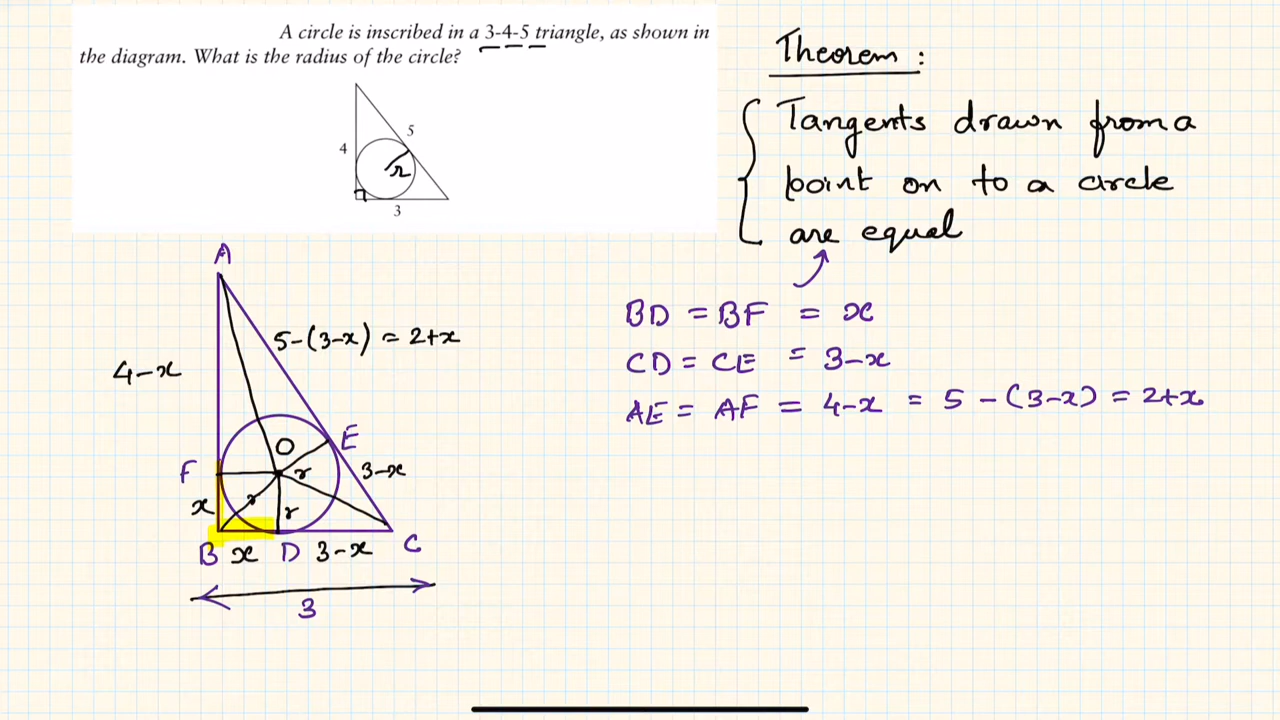 A circle is inscribed in a 3-4-5 triangle, as shown in
the diagram. What is the radius of the circle?
5
4
r
3
Theorem :
Tangents drawn from a
point on to a circle
are equal
BD = BF = x
CD = CE = 3-x
AE = AF = 4-x = 5-(3-x) = 2+x
A
5-(3-x) = 2+x
4-x
O
E
F
r
3-x
x
r
r
B x D 3-x C
3